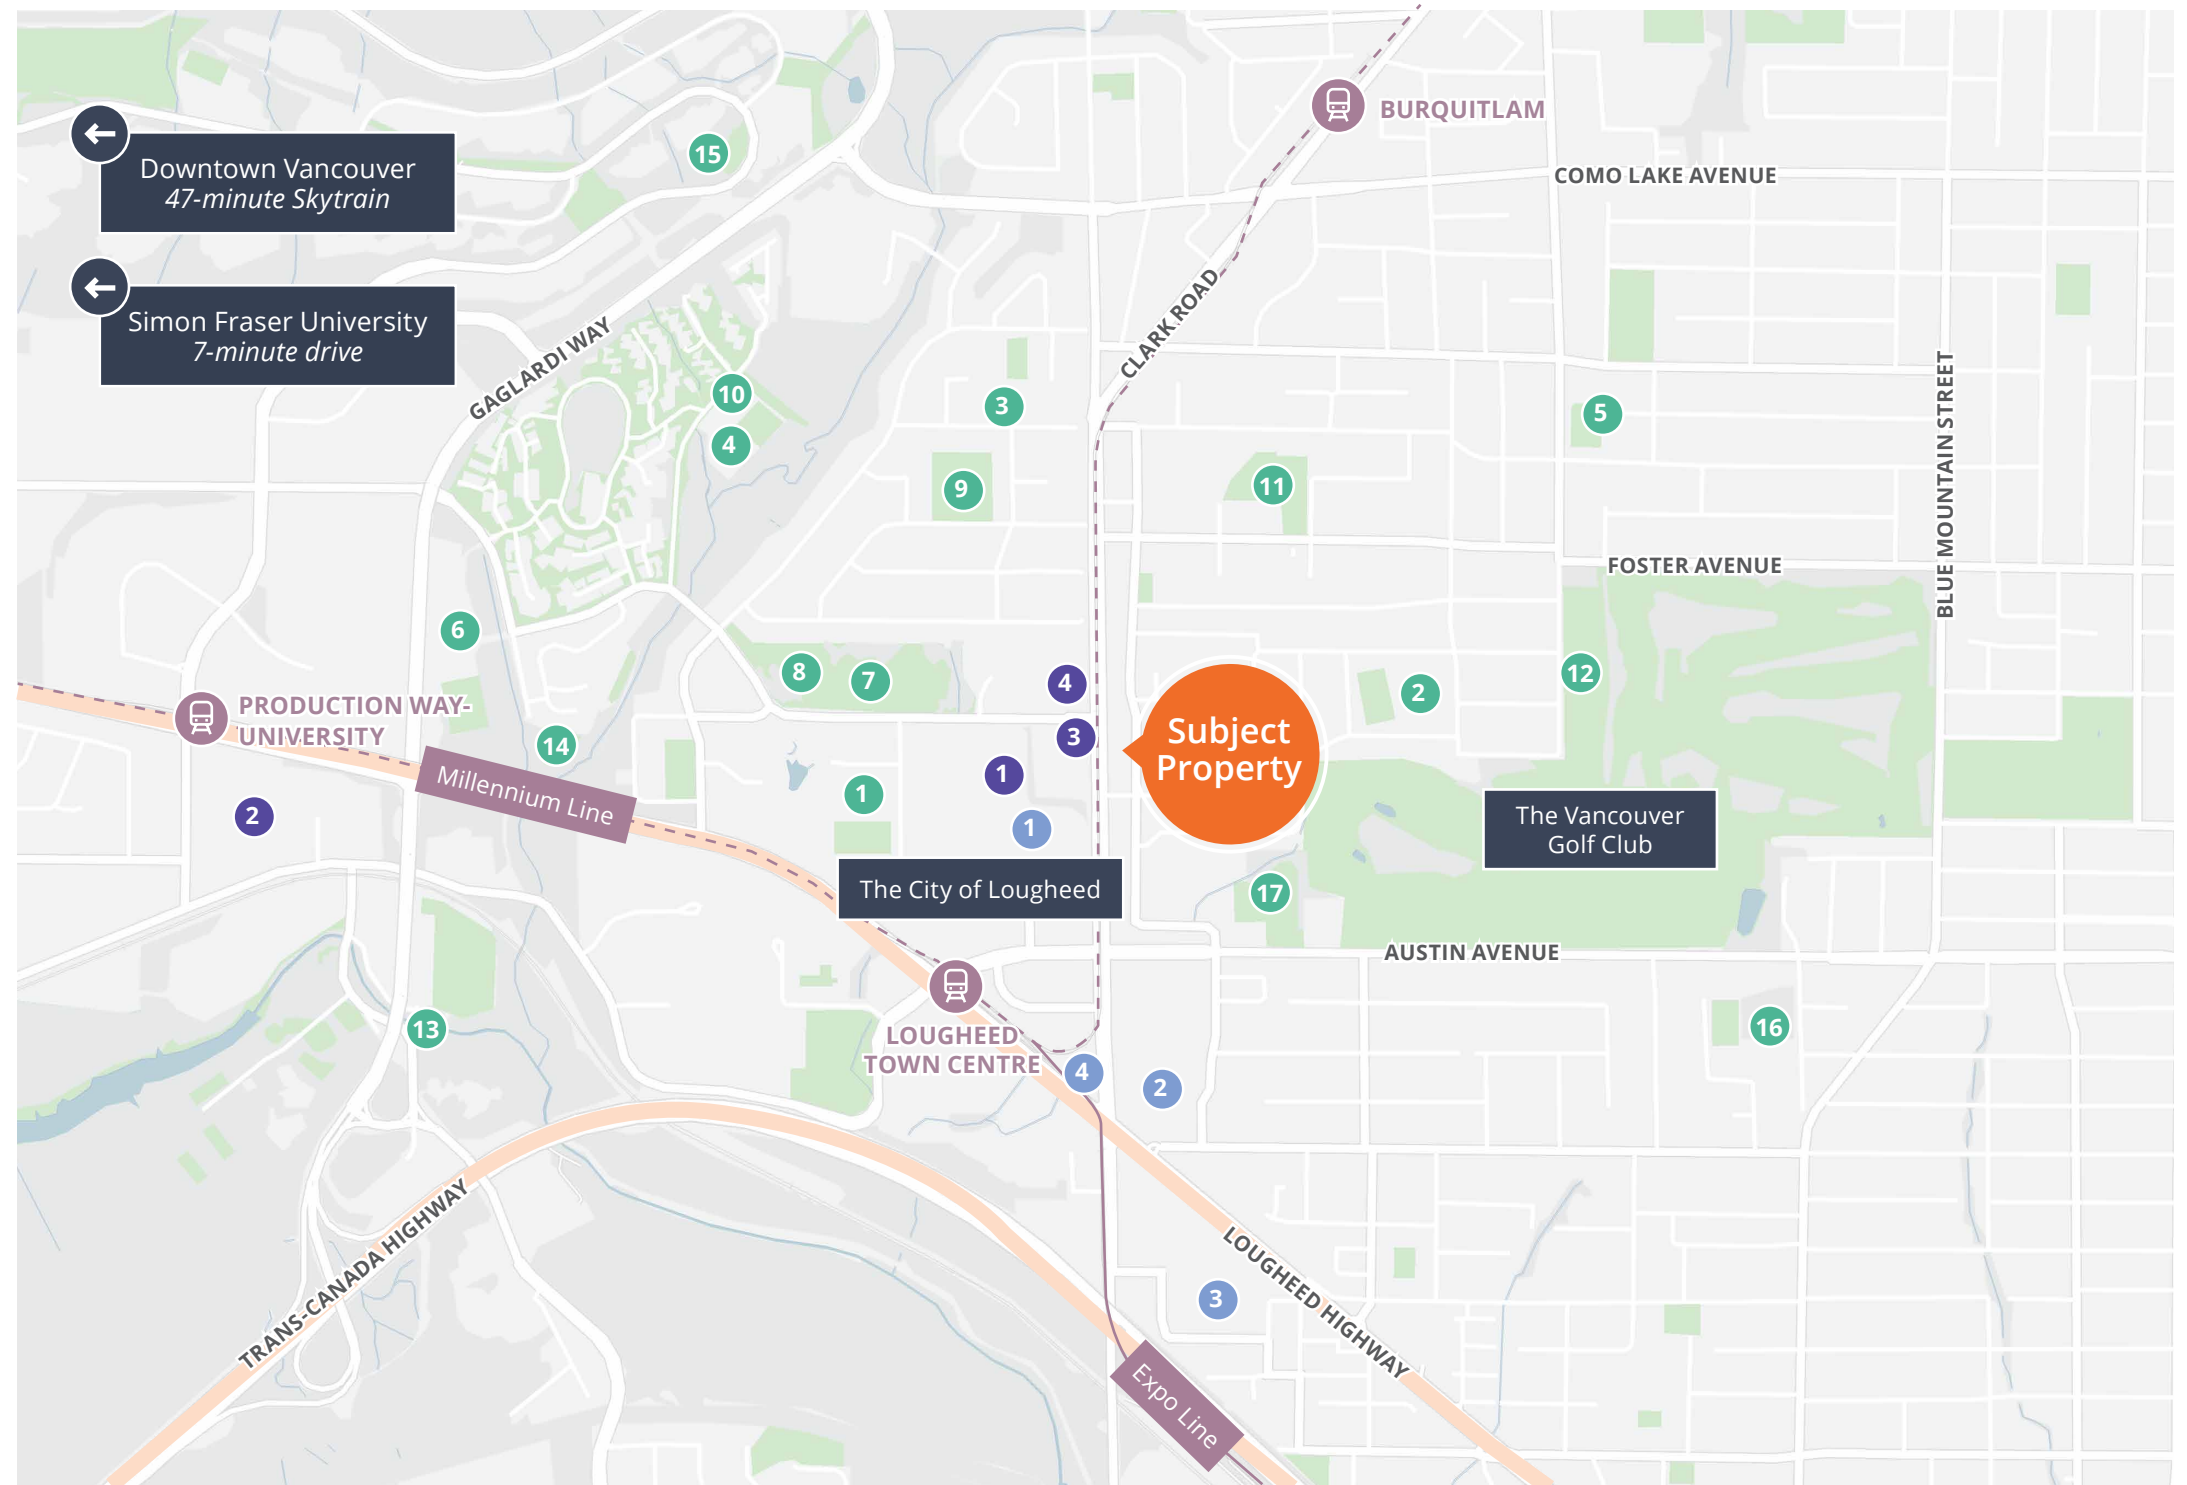 BURQUITLAM
15
COMO LAKE AVENUE
Downtown Vancouver
47-minute Skytrain
Simon Fraser University
7-minute drive
CLARK ROAD
GAGLARDI WAY
10
3
5
4
BLUE MOUNTAIN STREET
9
11
FOSTER AVENUE
6
8
7
4
2
12
PRODUCTION WAY-
UNIVERSITY
14
3
Subject
Property
Millennium Line
1
1
2
1
The Vancouver
Golf Club
The City of Lougheed
17
AUSTIN AVENUE
13
16
LOUGHEED
TOWN CENTRE
4
2
TRANS-CANADA HIGHWAY
3
LOUGHEED HIGHWAY
Expo Line